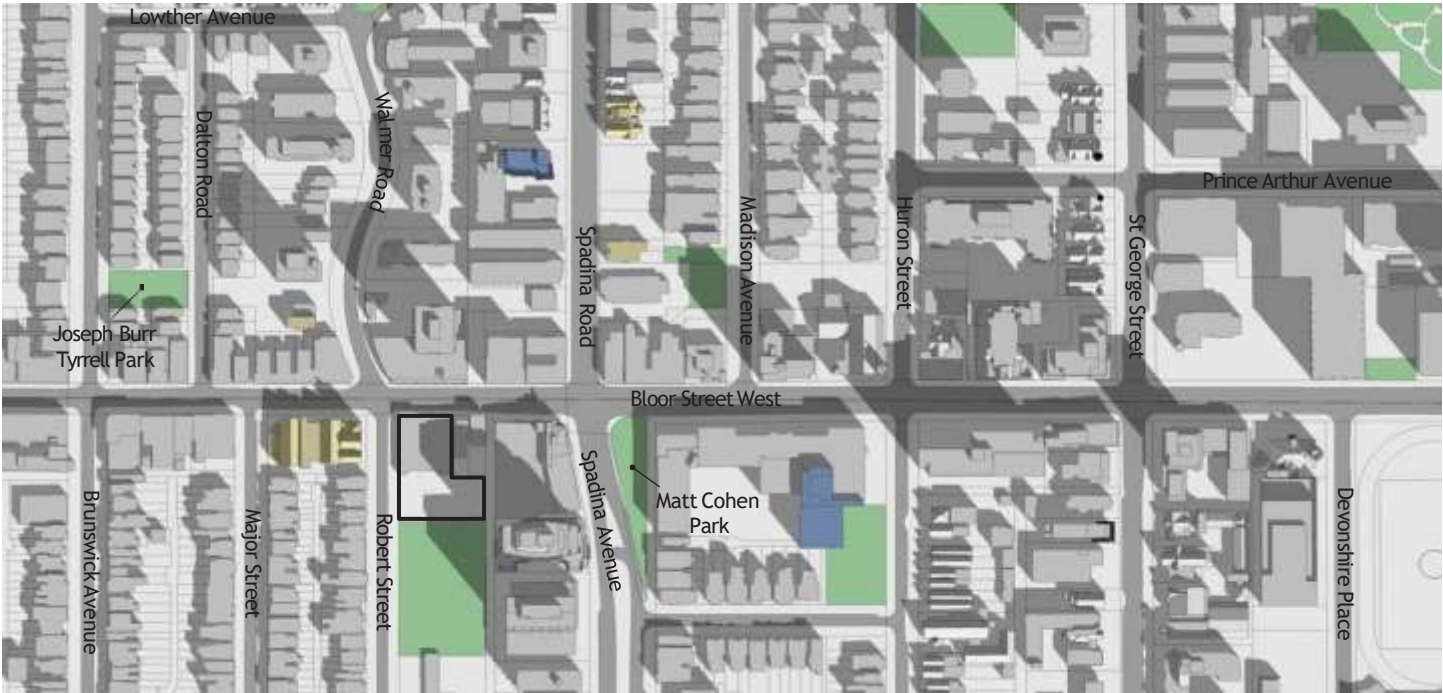 Lowther Avenue
Walmer Road
Dalton Road
Prince Arthur Avenue
Madison Avenue
Huron Street
St George Street
Spadina Road
Joseph Burr
Tyrrell Park
Bloor Street West
Spadina Avenue
Matt Cohen
Park
Brunswick Avenue
Major Street
Robert Street
Devonshire Place